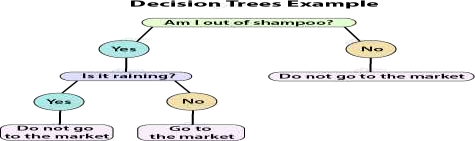 Decision Trees Example
Am I out of shampoo?
Yes
No
Is it raining?
Do not go to the market
Yes
No
Do not go
to the market
Go to
the market